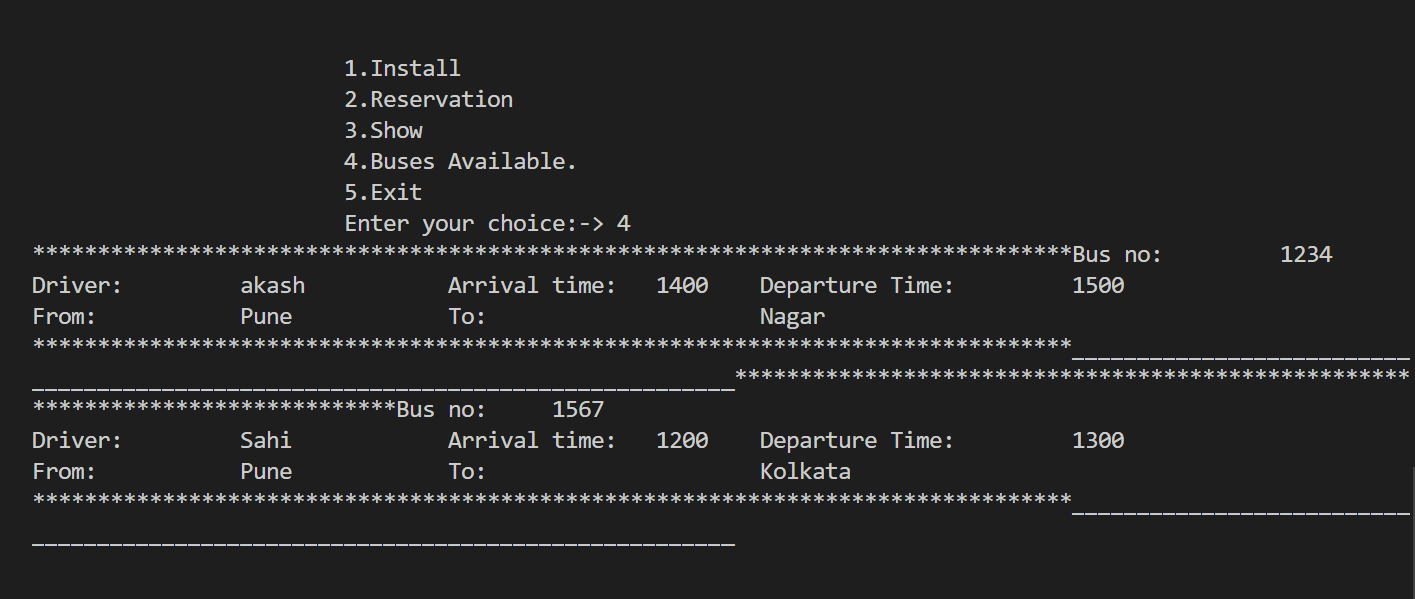 1.Install
2.Reservation
3.Show
4.Buses Available.
5.Exit
Enter your choice:-> 4
********************************************************************************Bus no:         1234
Driver:         akash           Arrival time:   1400    Departure Time:         1500
From:           Pune            To:                     Nagar
********************************************************************************__________________________
______________________________________________________****************************************************
****************************Bus no:     1567
Driver:         Sahi            Arrival time:   1200    Departure Time:         1300
From:           Pune            To:                     Kolkata
********************************************************************************__________________________
______________________________________________________